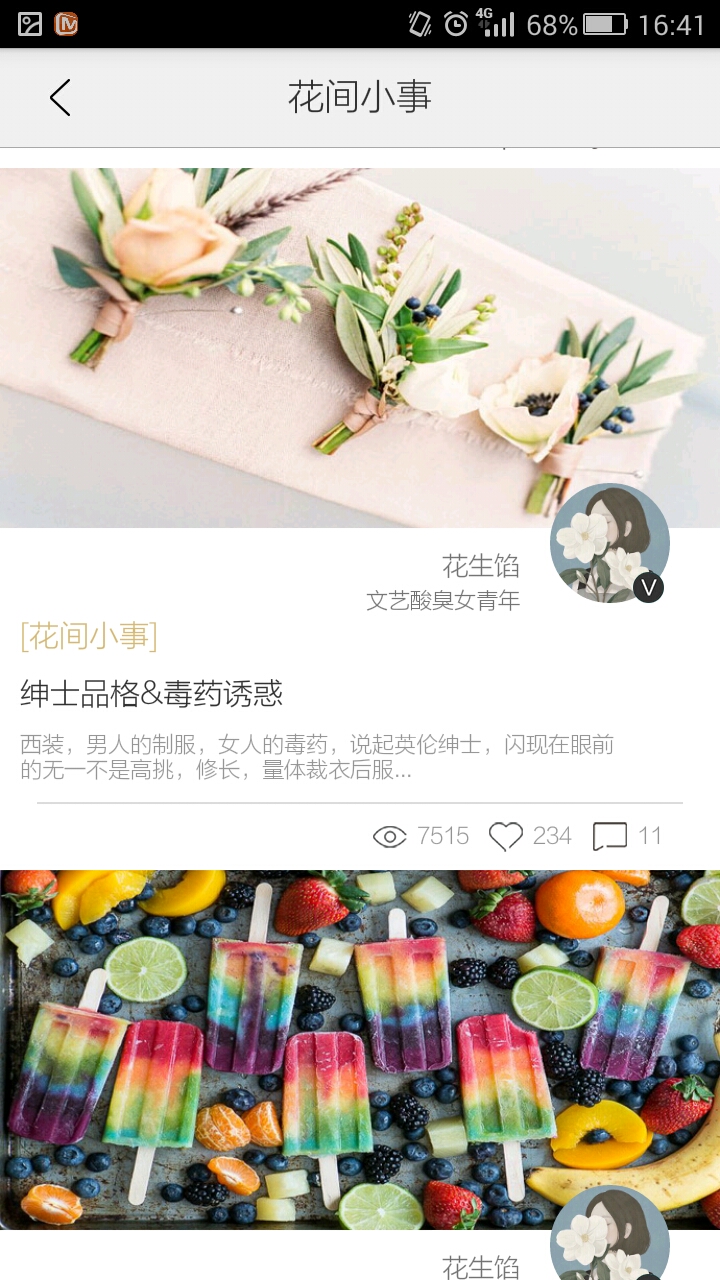 4G
68%
16:41
花间小事
花生馅
文艺酸臭女青年
V
[花间小事]
绅士品格&毒药诱惑
西装，男人的制服，女人的毒药，说起英伦绅士，闪现在眼前
的无一不是高挑，修长，量体裁衣后服...
7515
234
11
花生馅